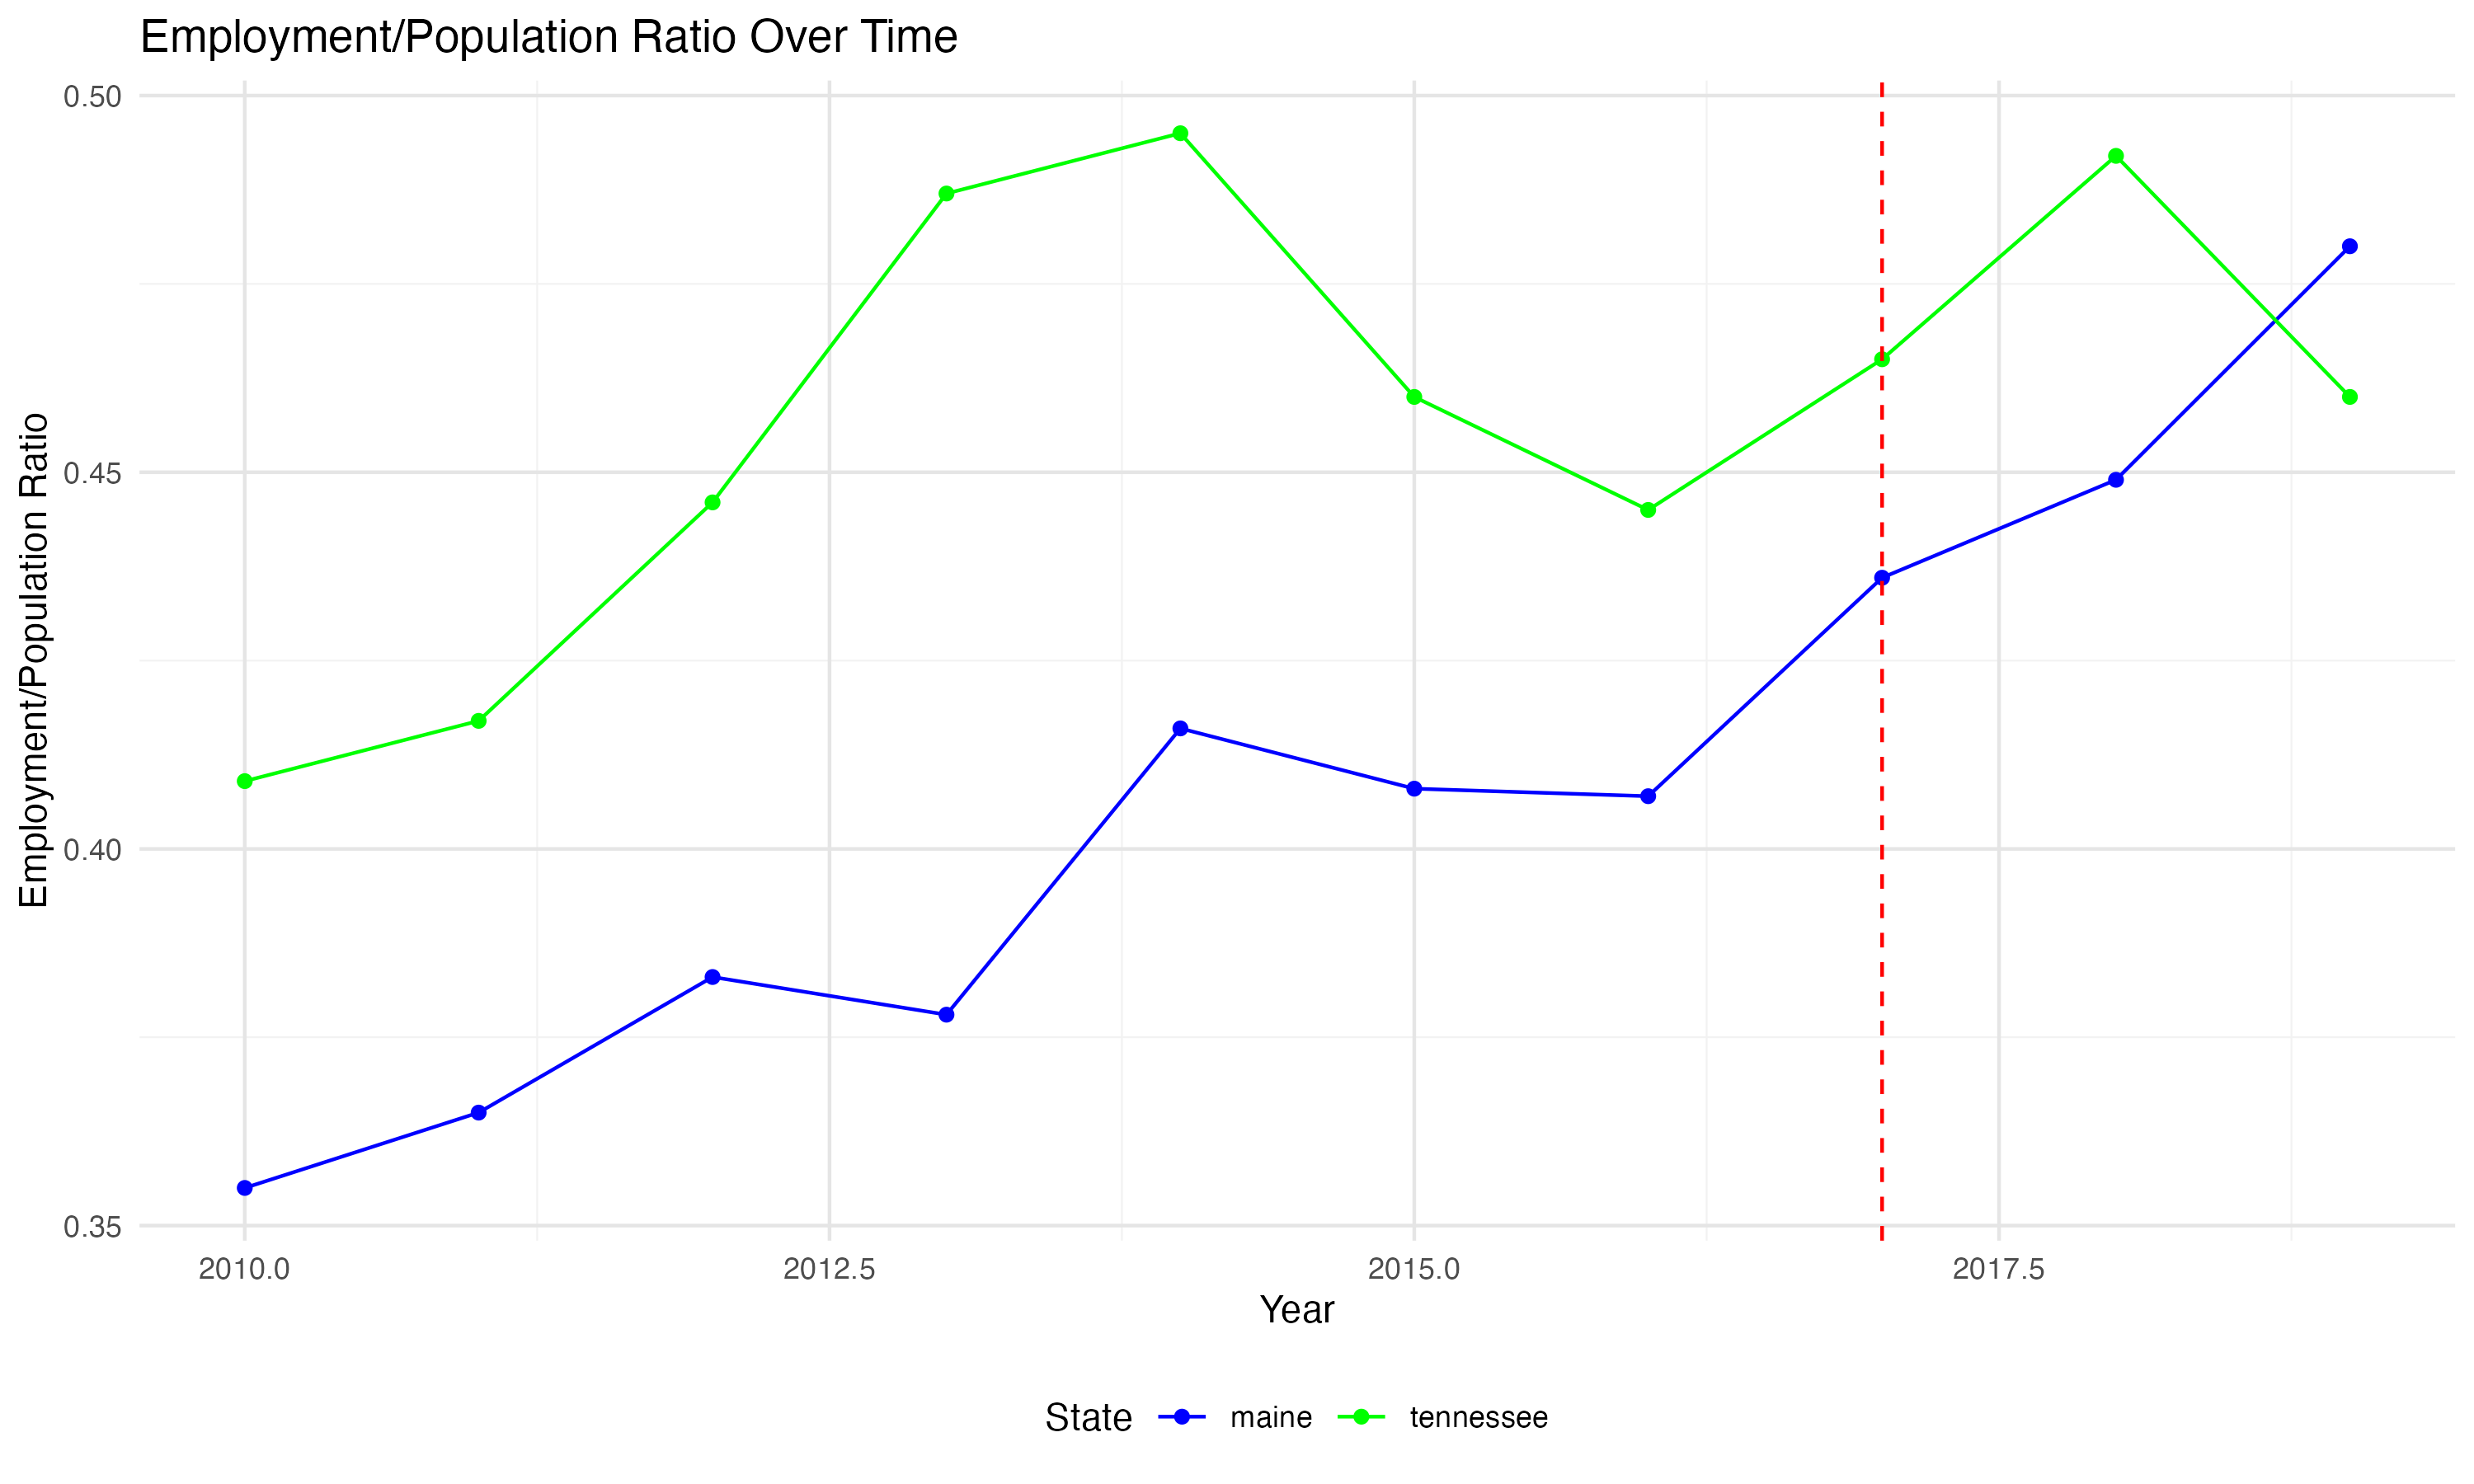 Employment/Population Ratio Over Time
Employment/Population Ratio
0.50
0.45
0.40
0.35
2010.0 2012.5 2015.0 2017.5
Year
State maine tennessee